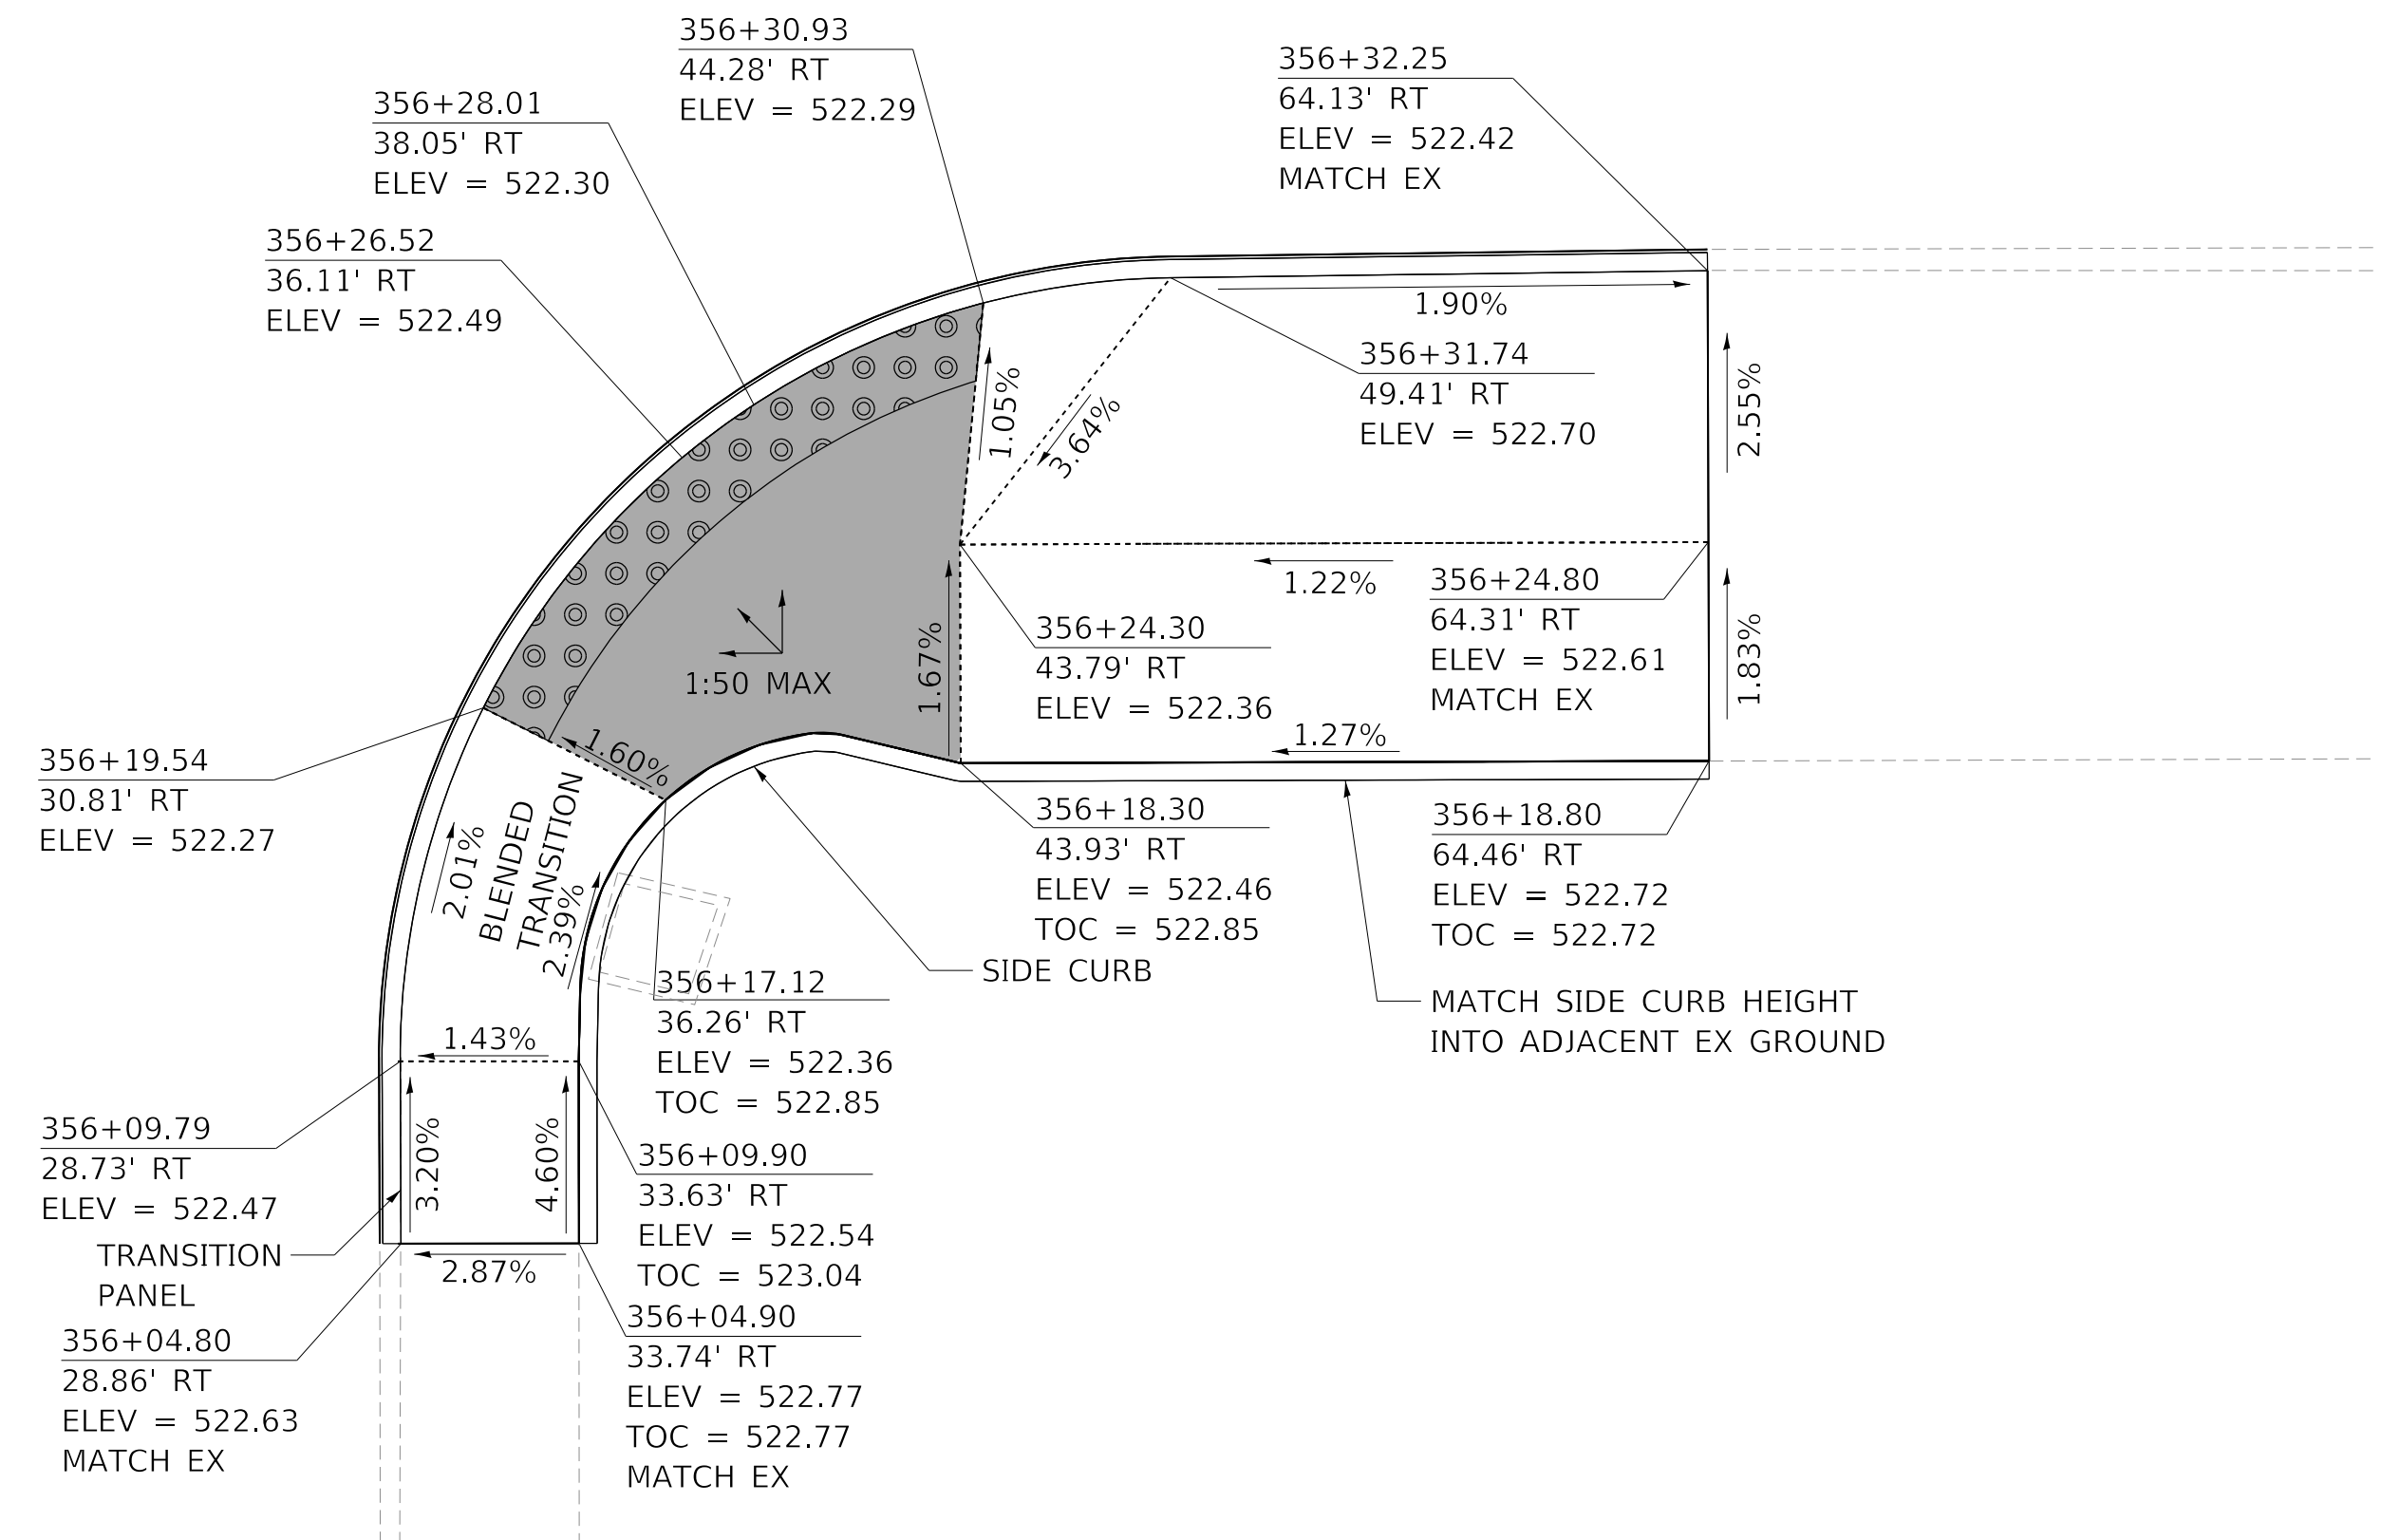 356+30.93
44.28' RT
ELEV = 522.29
356+32.25
64.13' RT
ELEV = 522.42
MATCH EX
356+28.01
38.05' RT
ELEV = 522.30
356+26.52
36.11' RT
ELEV = 522.49
1.90%
356+31.74
49.41' RT
ELEV = 522.70
1.05%
3.64%
2.55%
1.22%
356+24.80
64.31' RT
ELEV = 522.61
MATCH EX
356+24.30
43.79' RT
ELEV = 522.36
1:50 MAX
1.67%
1.83%
1.27%
1.60%
356+19.54
30.81' RT
ELEV = 522.27
356+18.30
43.93' RT
ELEV = 522.46
TOC = 522.85
356+18.80
64.46' RT
ELEV = 522.72
TOC = 522.72
2.01%
BLENDED
TRANSITION
2.39%
SIDE CURB
356+17.12
36.26' RT
ELEV = 522.36
TOC = 522.85
MATCH SIDE CURB HEIGHT
INTO ADJACENT EX GROUND
1.43%
356+09.79
28.73' RT
ELEV = 522.47
3.20%
4.60%
356+09.90
33.63' RT
ELEV = 522.54
TOC = 523.04
TRANSITION
PANEL
2.87%
356+04.80
28.86' RT
ELEV = 522.63
MATCH EX
356+04.90
33.74' RT
ELEV = 522.77
TOC = 522.77
MATCH EX